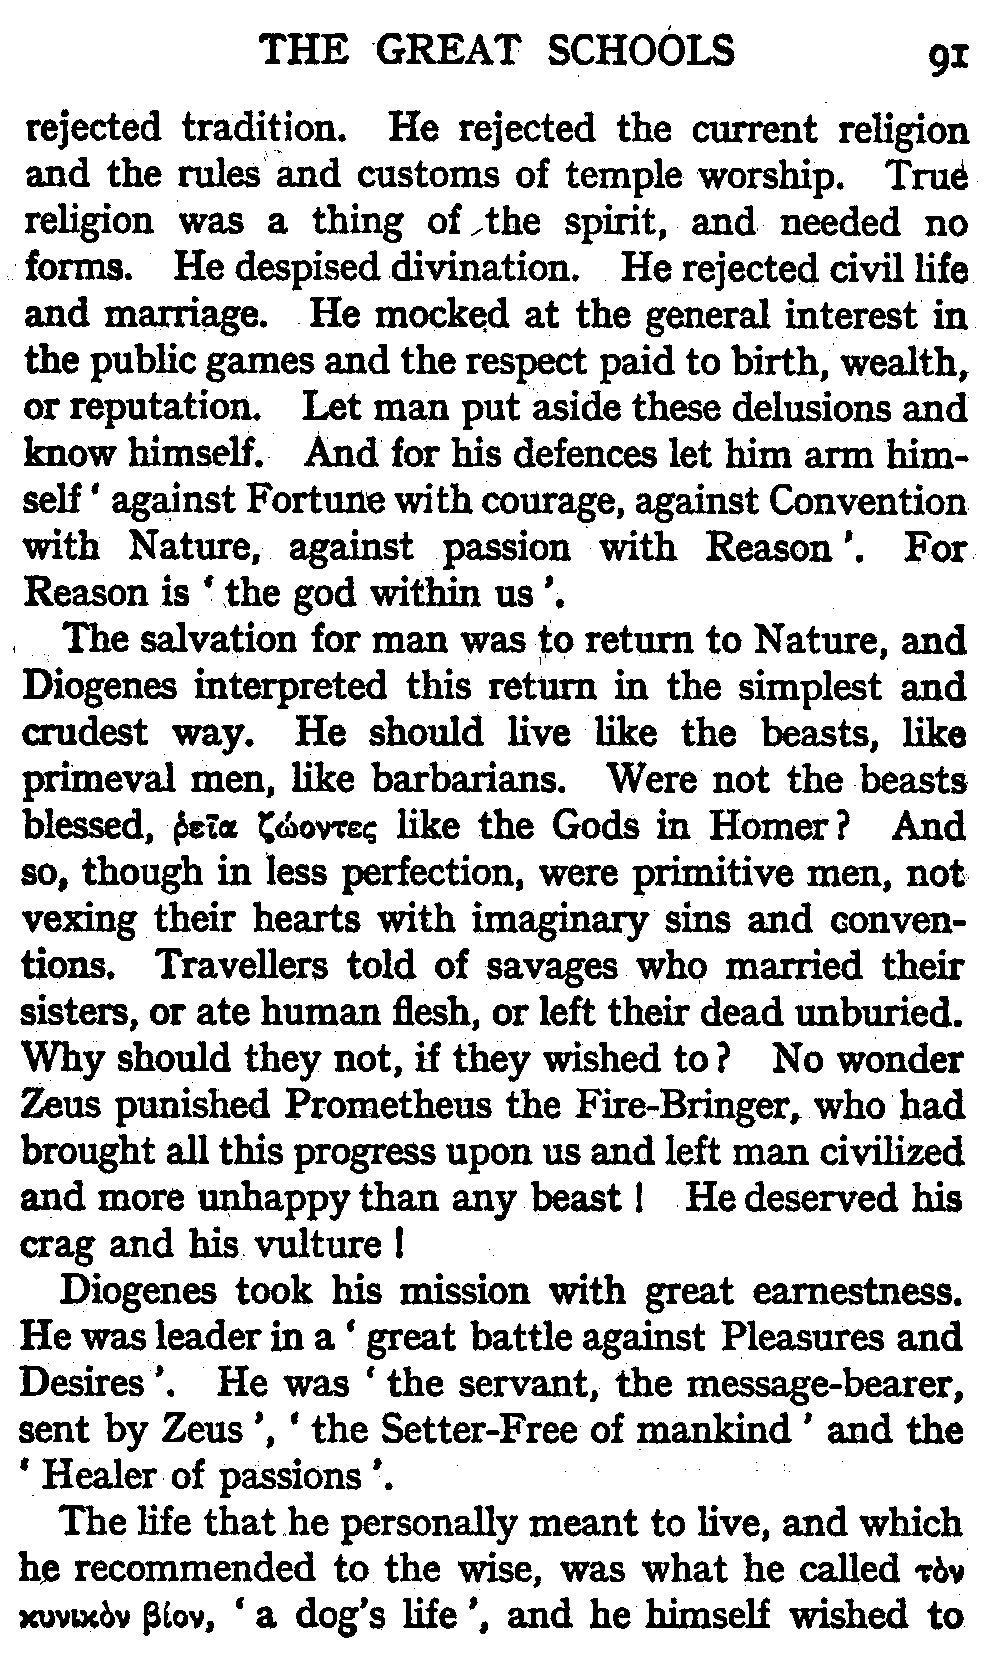 THE GREAT SCHOOLS 91
rejected tradition. He rejected the current religion
and the rules and customs of temple worship. True
religion was a thing of the spirit, and needed no
forms. He despised divination. He rejected civil life
and marriage. He mocked at the general interest in
the public games and the respect paid to birth, wealth,
or reputation. Let man put aside these delusions and
know himself. And for his defences let him arm him-
self ‘ against Fortune with courage, against Convention
with Nature, against passion with Reason ’. For
Reason is ‘ the god within us ’.
The salvation for man was to return to Nature, and
Diogenes interpreted this return in the simplest and
crudest way. He should live like the beasts, like
primeval men, like barbarians. Were not the beasts
blessed, ῥεῖα ζώοντες like the Gods in Homer? And
so, though in less perfection, were primitive men, not
vexing their hearts with imaginary sins and conven-
tions. Travellers told of savages who married their
sisters, or ate human flesh, or left their dead unburied.
Why should they not, if they wished to? No wonder
Zeus punished Prometheus the Fire-Bringer, who had
brought all this progress upon us and left man civilized
and more unhappy than any beast! He deserved his
crag and his vulture!
Diogenes took his mission with great earnestness.
He was leader in a ‘ great battle against Pleasures and
Desires ’. He was ‘ the servant, the message-bearer,
sent by Zeus ’, ‘ the Setter-Free of mankind ’ and the
‘ Healer of passions ’.
The life that he personally meant to live, and which
he recommended to the wise, was what he called τὸν
κυνικὸν βίον, ‘ a dog's life ’, and he himself wished to